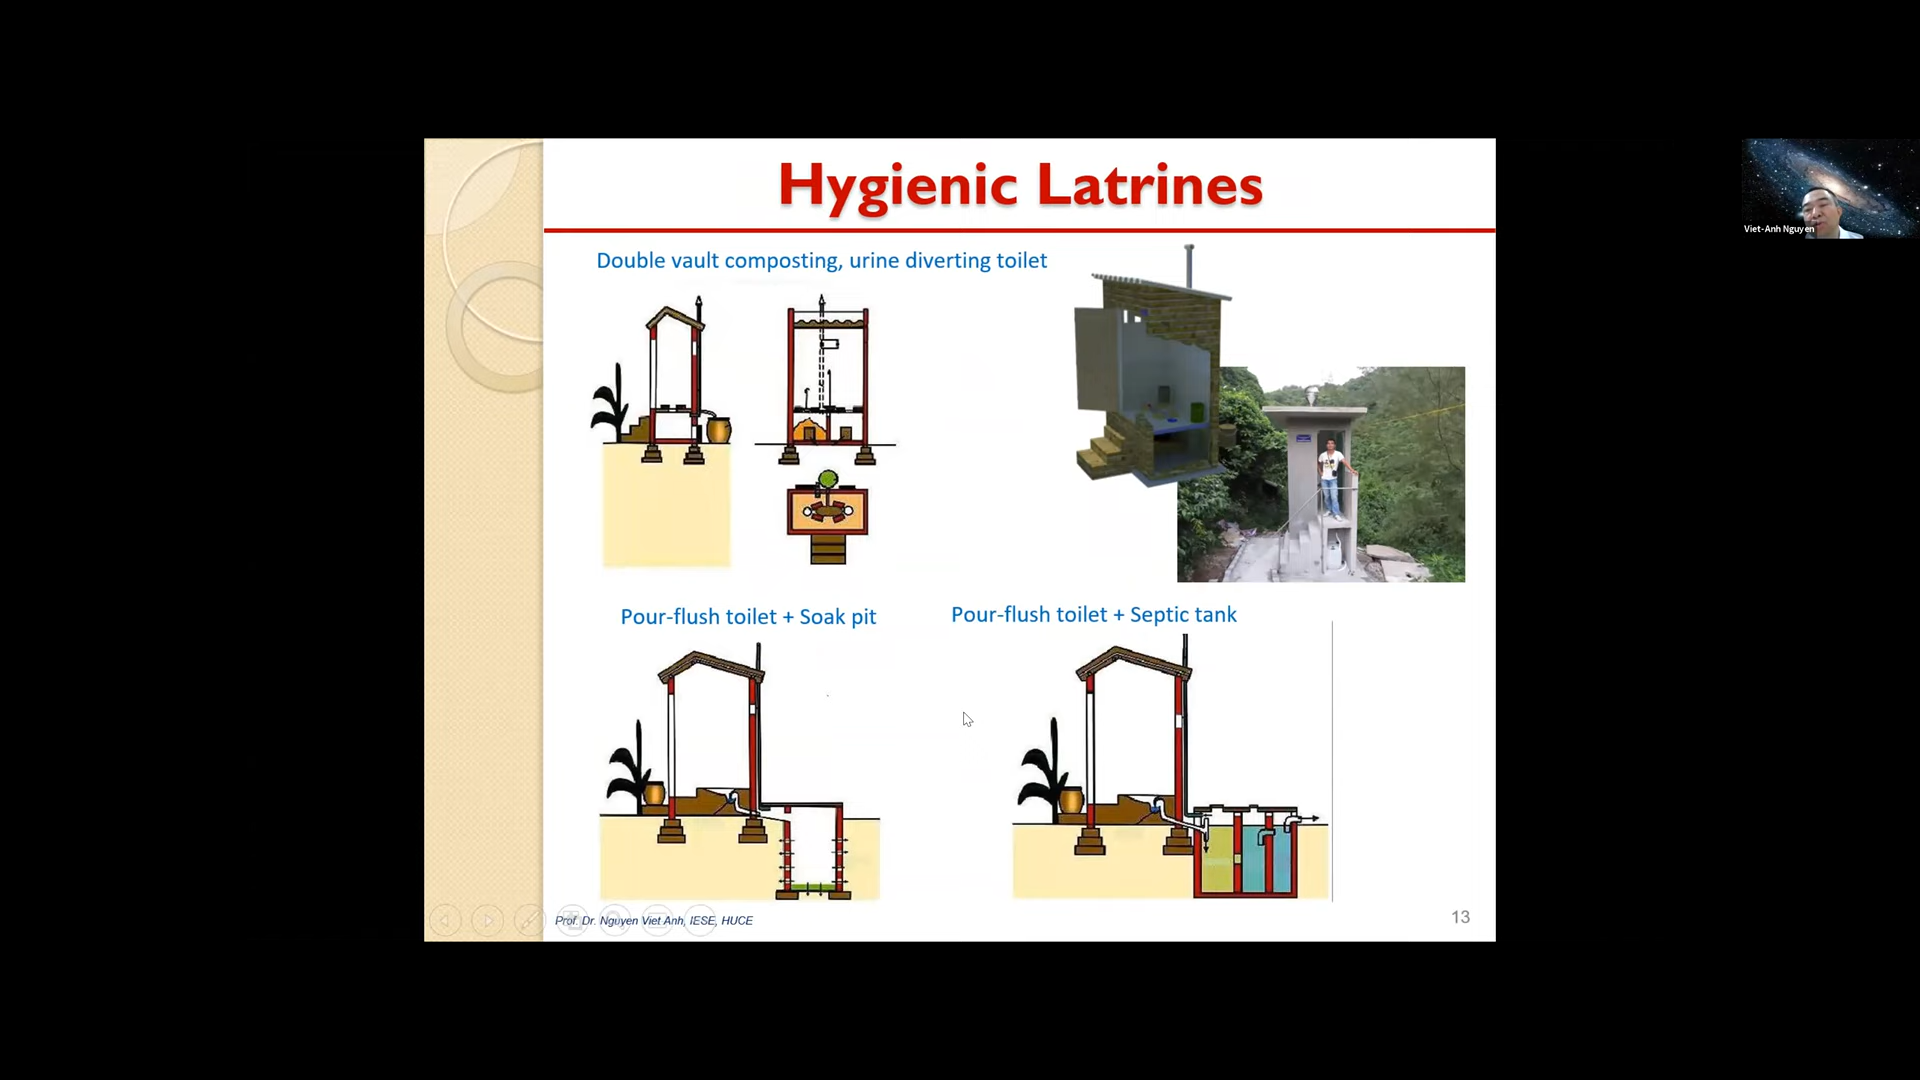 Hygienic Latrines
Viet-Anh Nguyen
Double vault composting, urine diverting toilet
Pour-flush toilet + Soak pit
Pour-flush toilet + Septic tank
Prof. Dr. Nguyen Viet Anh, IESE, HUCE
13